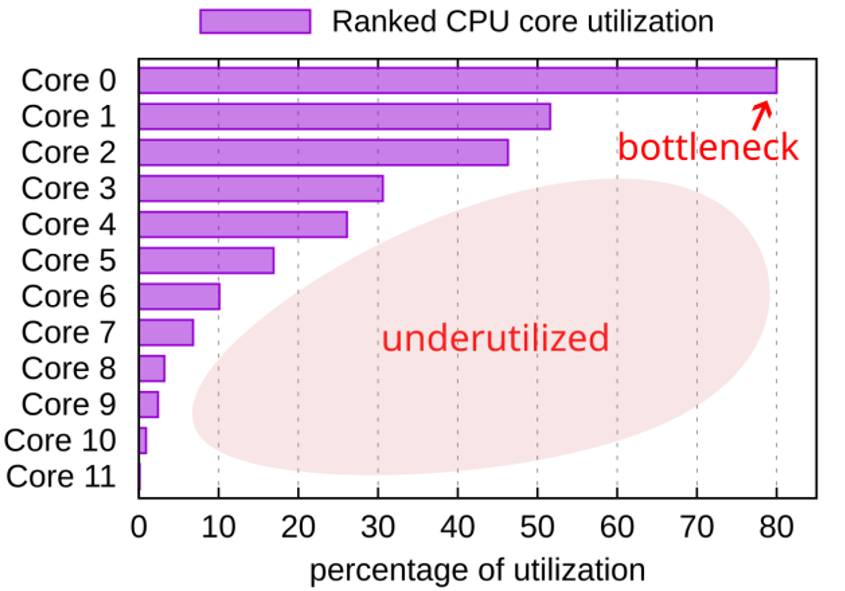 Ranked CPU core utilization
Core 0
Core 1
bottleneck
Core 2
Core 3
Core 4
Core 5
Core 6
underutilized
Core 7
Core 8
Core 9
Core 10
Core 11
0 10 20 30 40 50 60 70 80
percentage of utilization